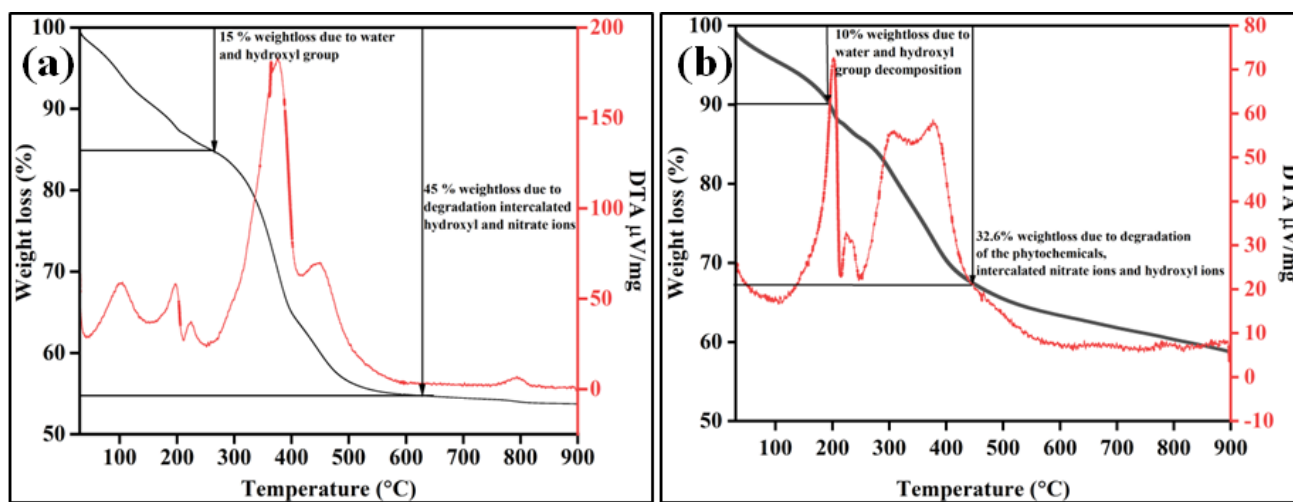 (a)
15 % weightloss due to water
and hydroxyl group
45 % weightloss due to
degradation intercalated
hydroxyl and nitrate ions
Weight loss (%)
100
90
80
70
60
50
DTA µV/mg
200
150
100
50
0
100 200 300 400 500 600 700 800 900
Temperature (°C)
(b)
10% weightloss due to
water and hydroxyl
group decomposition
32.6% weightloss due to degradation
of the phytochemicals,
intercalated nitrate ions and hydroxyl ions
Weight loss (%)
100
90
80
70
60
50
DTA µV/mg
80
70
60
50
40
30
20
10
0
-10
100 200 300 400 500 600 700 800 900
Temperature (°C)